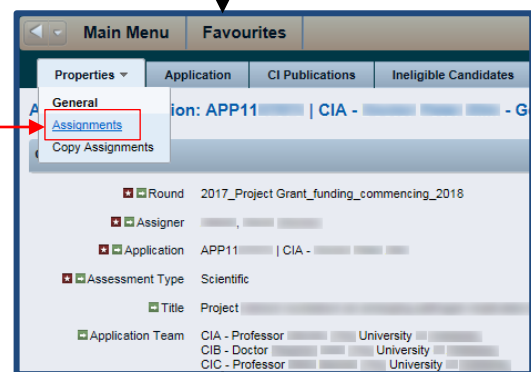 Main Menu Favourites
Properties Application CI Publications Ineligible Candidates
General
ion: APP11 | CIA - - G
Assignments
Copy Assignments
Round 2017_Project Grant_funding_commencing_2018
Assigner ,
Application APP11 | CIA -
Assessment Type Scientific
Title Project
Application Team CIA - Professor University
CIB - Doctor University
CIC - Professor University